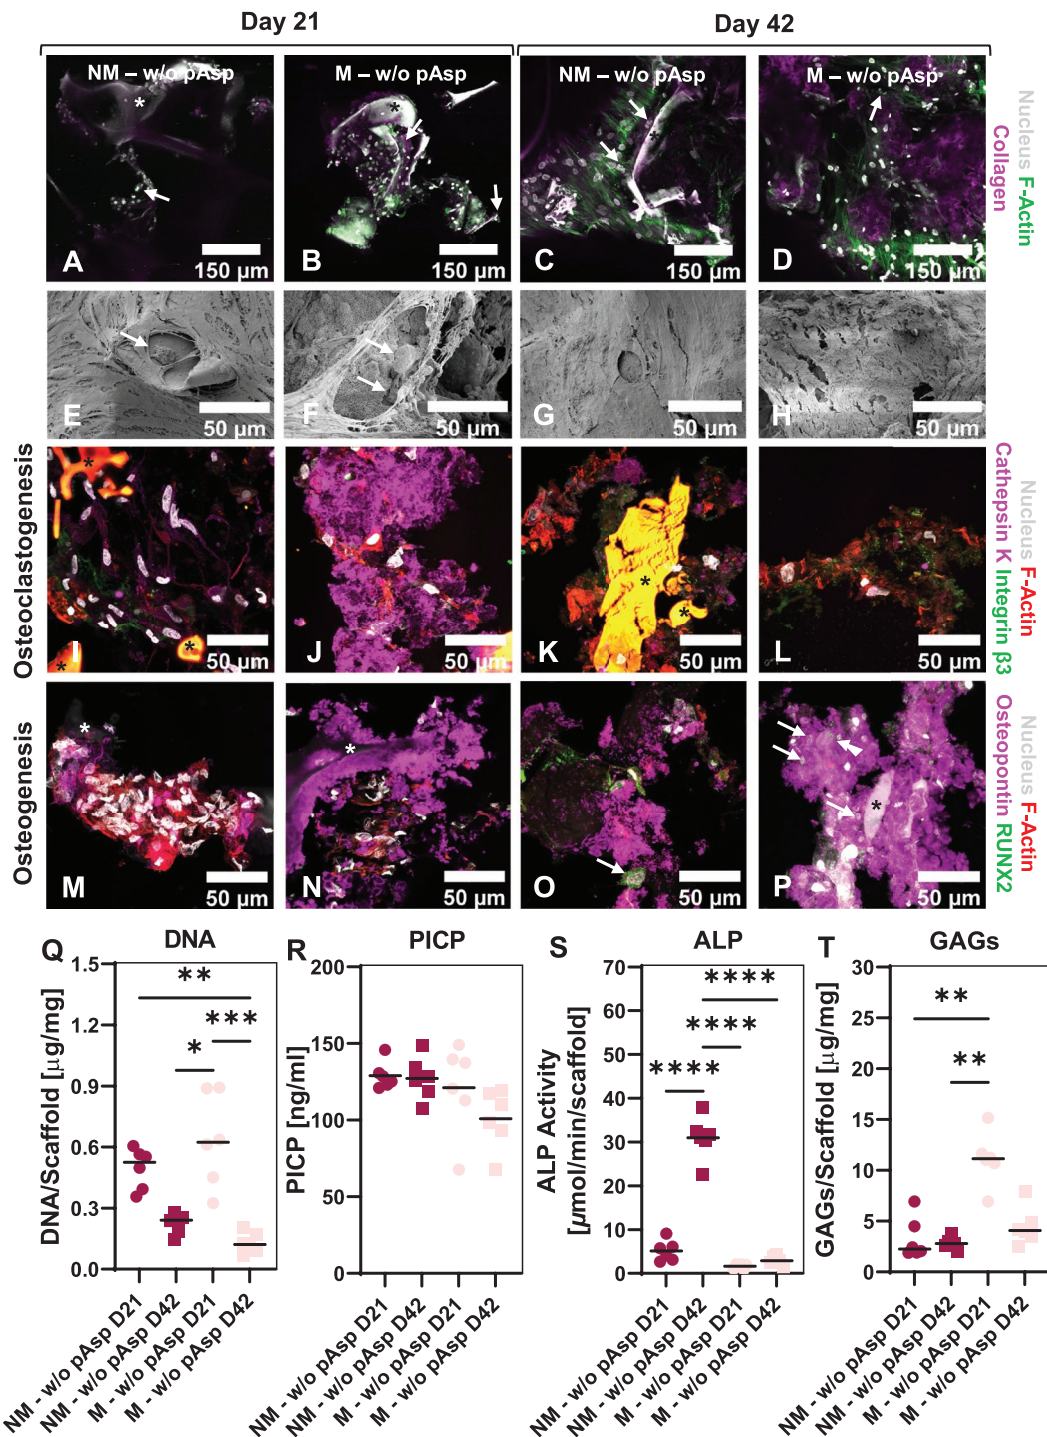 Day 21
Day 42
NM – w/o pAsp
M – w/o pAsp
NM – w/o pAsp
M – w/o pAsp
*
*
A
150 µm
B
150 µm
C
150 µm
D
150 µm
Nucleus F-Actin
Collagen
E
50 µm
F
50 µm
G
50 µm
H
50 µm
Osteoclastogenesis
*
*
*
*
*
I
50 µm
J
50 µm
K
50 µm
L
50 µm
Nucleus F-Actin
Cathepsin K Integrin β3
Osteogenesis
*
*
*
M
50 µm
N
50 µm
O
50 µm
P
50 µm
Nucleus F-Actin
Osteopontin RUNX2
Q
DNA
DNA/Scaffold [µg/mg]
1.5
1.2
0.9
0.6
0.3
0.0
**
***
*
NM - w/o pAsp D21
NM - w/o pAsp D42
M - w/o pAsp D21
M - w/o pAsp D42
R
PICP
PICP [ng/ml]
200
150
100
50
0
NM - w/o pAsp D21
NM - w/o pAsp D42
M - w/o pAsp D21
M - w/o pAsp D42
S
ALP
ALP Activity
[µmol/min/scaffold]
70
60
50
40
30
20
10
0
****
****
****
NM - w/o pAsp D21
NM - w/o pAsp D42
M - w/o pAsp D21
M - w/o pAsp D42
T
GAGs
GAGs/Scaffold [µg/mg]
30
25
20
15
10
5
0
**
**
NM - w/o pAsp D21
NM - w/o pAsp D42
M - w/o pAsp D21
M - w/o pAsp D42